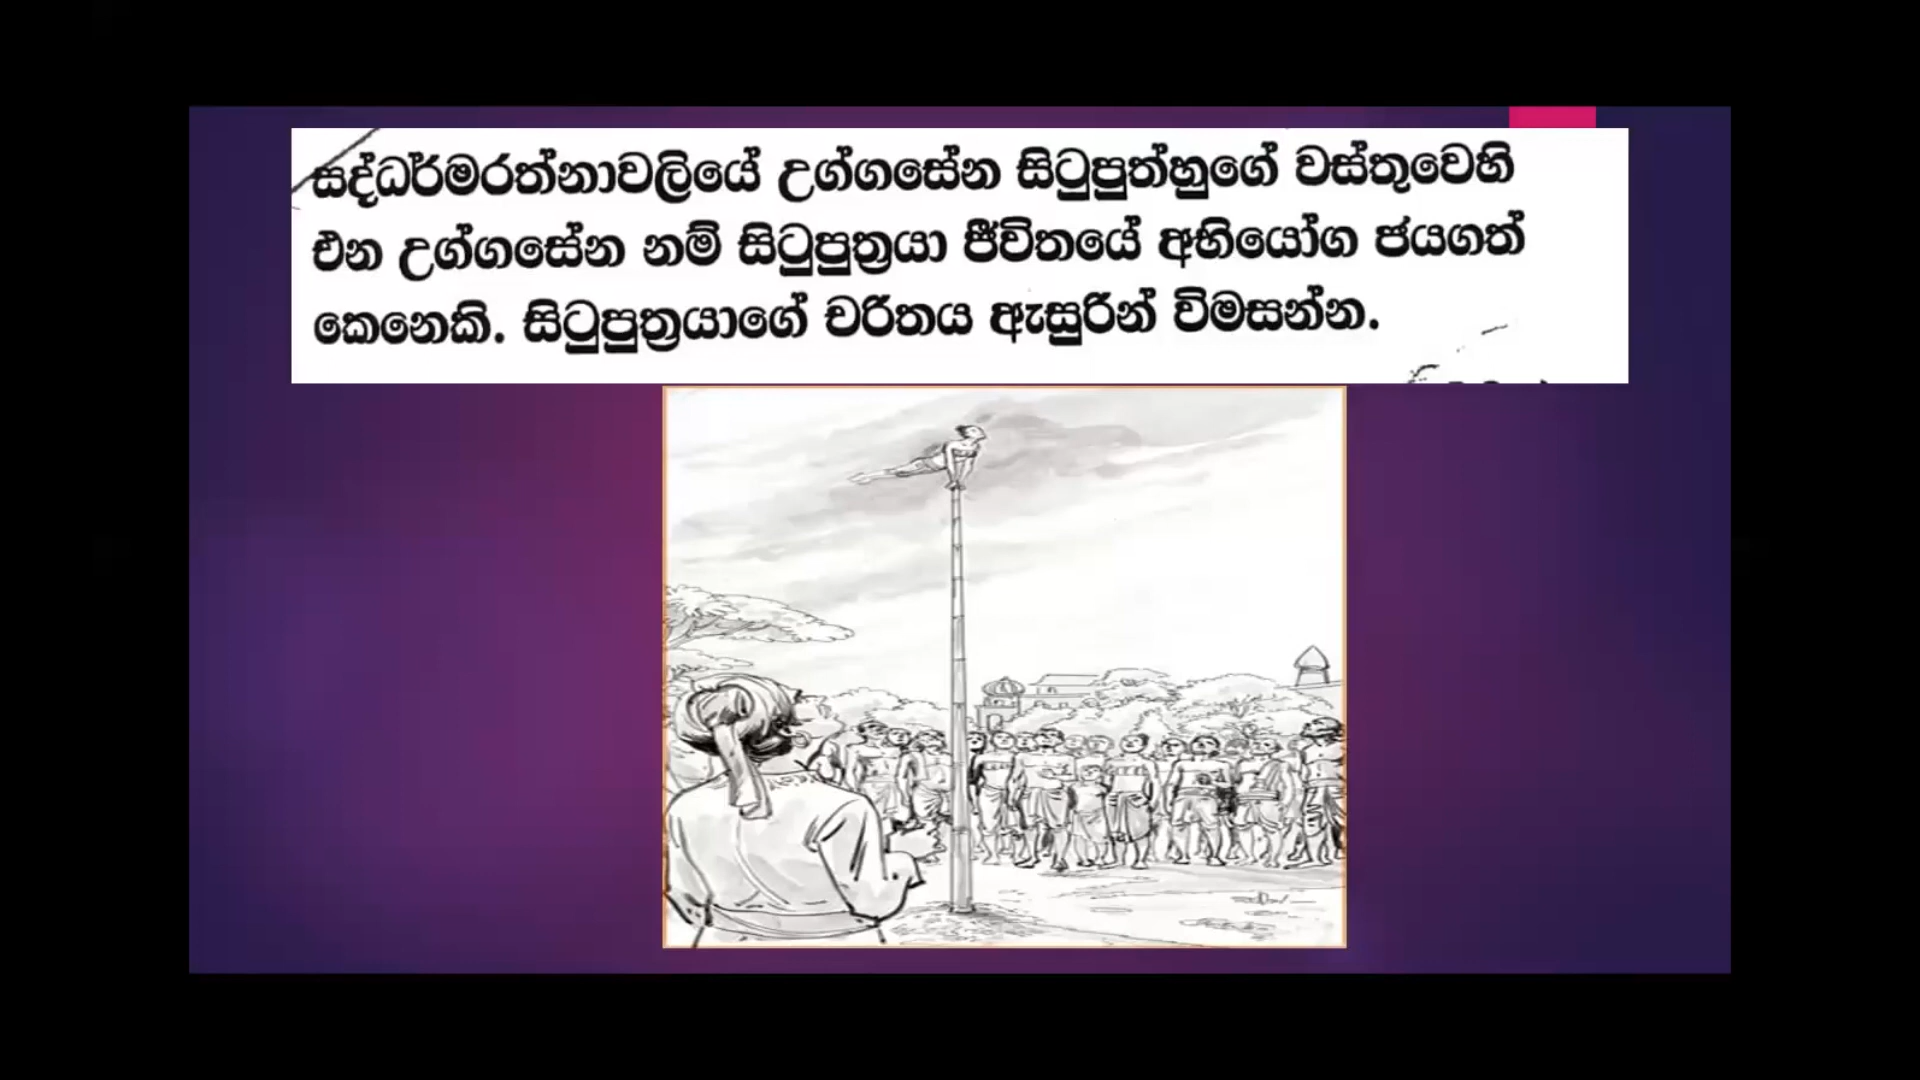 සද්ධර්මරත්නාවලියේ උග්ගසේන සිටුපුත්හුගේ වස්තුවෙහි
එන උග්ගසේන නම් සිටුපුත්‍රයා ජීවිතයේ අභියෝග ජයගත්
කෙනෙකි. සිටුපුත්‍රයාගේ චරිතය ඇසුරින් විමසන්න.